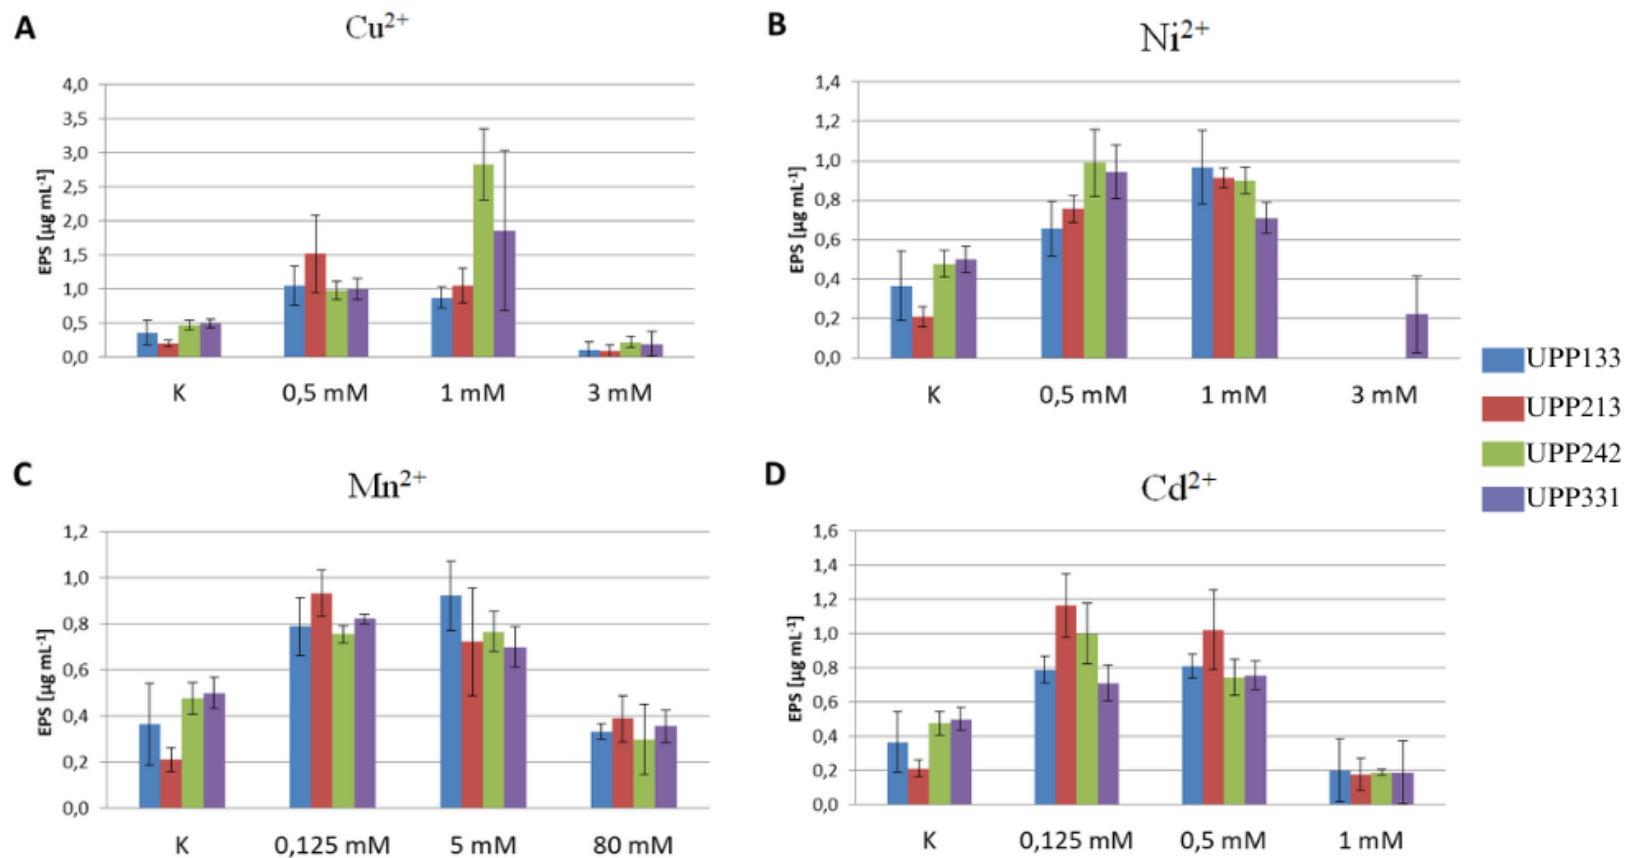 A
Cu²⁺
4,0
3,5
3,0
2,5
2,0
1,5
1,0
0,5
0,0
EPS [µg mL⁻¹]
K 0,5 mM 1 mM 3 mM
B
Ni²⁺
1,4
1,2
1,0
0,8
0,6
0,4
0,2
0,0
EPS [µg mL⁻¹]
K 0,5 mM 1 mM 3 mM
UPP133
UPP213
UPP242
UPP331
C
Mn²⁺
1,2
1,0
0,8
0,6
0,4
0,2
0,0
EPS [µg mL⁻¹]
K 0,125 mM 5 mM 80 mM
D
Cd²⁺
1,6
1,4
1,2
1,0
0,8
0,6
0,4
0,2
0,0
EPS [µg mL⁻¹]
K 0,125 mM 0,5 mM 1 mM